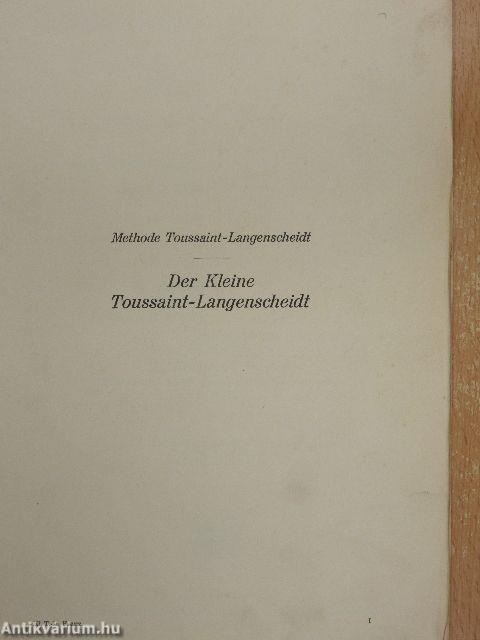 Methode Toussaint-Langenscheidt
Der Kleine
Toussaint-Langenscheidt
I
Antikvarium.hu